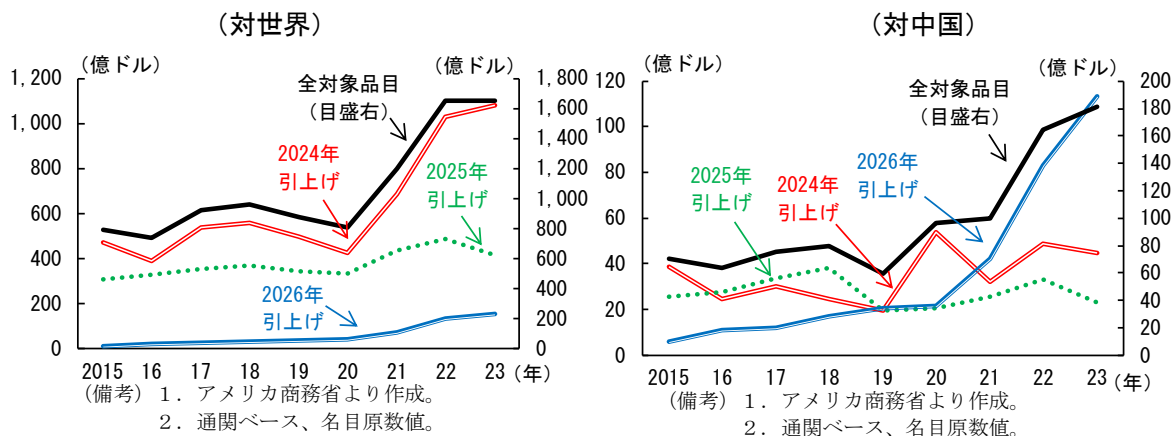 （対世界）
（億ドル）
（億ドル）
1,200
1,000
800
600
400
200
0
1,800
1,600
1,400
1,200
1,000
800
600
400
200
0
全対象品目
（目盛右）
2024年
引上げ
2025年
引上げ
2026年
引上げ
2015 16 17 18 19 20 21 22 23（年）
（備考）１．アメリカ商務省より作成。
２．通関ベース、名目原数値。
（対中国）
（億ドル）
（億ドル）
120
100
80
60
40
20
0
200
180
160
140
120
100
80
60
40
20
0
全対象品目
（目盛右）
2026年
引上げ
2025年
引上げ
2024年
引上げ
2015 16 17 18 19 20 21 22 23（年）
（備考）１．アメリカ商務省より作成。
２．通関ベース、名目原数値。